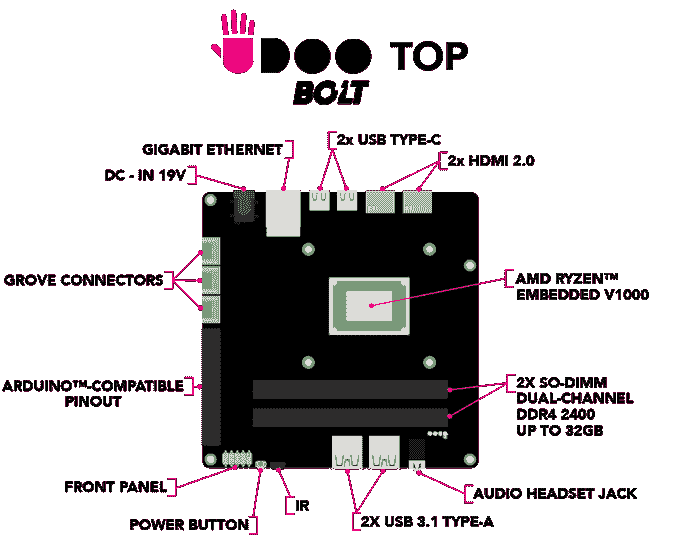 UDOO TOP
BOLT
2x USB TYPE-C
GIGABIT ETHERNET
2x HDMI 2.0
DC - IN 19V
GROVE CONNECTORS
AMD RYZEN™
EMBEDDED V1000
ARDUINO™-COMPATIBLE
PINOUT
2X SO-DIMM
DUAL-CHANNEL
DDR4 2400
UP TO 32GB
FRONT PANEL
AUDIO HEADSET JACK
IR
POWER BUTTON
2X USB 3.1 TYPE-A